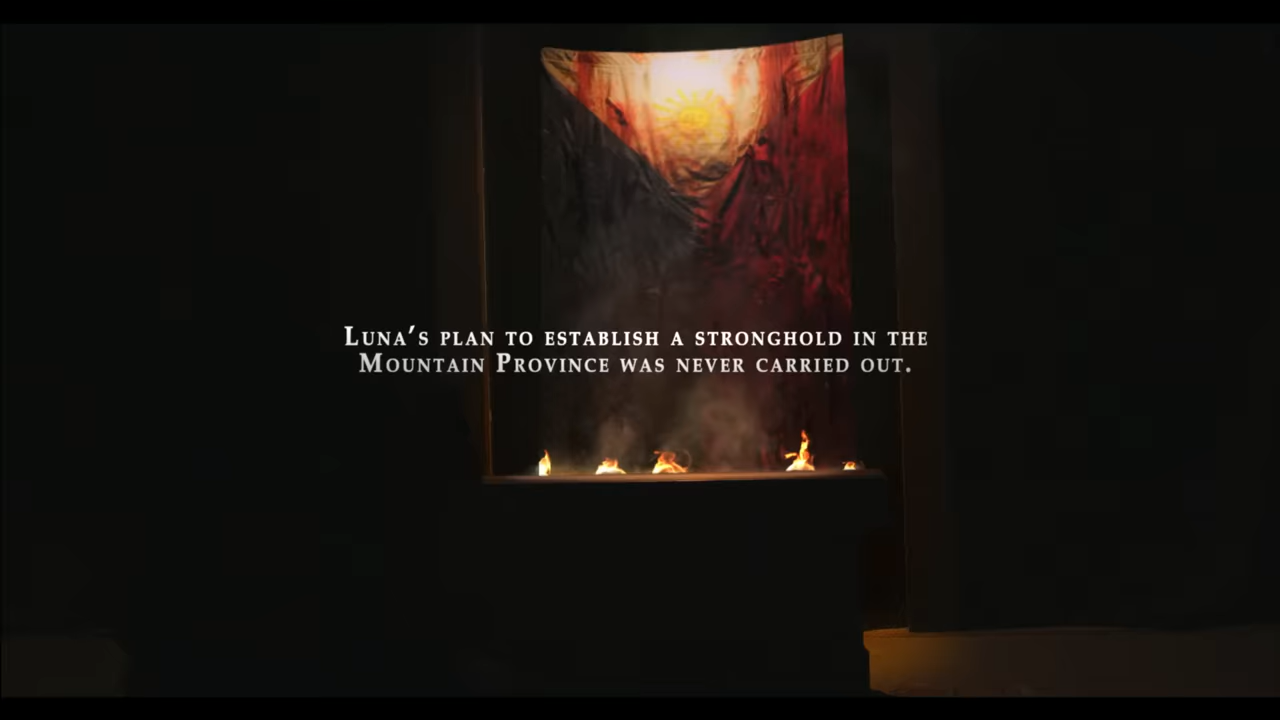 Luna's plan to establish a stronghold in the
Mountain Province was never carried out.